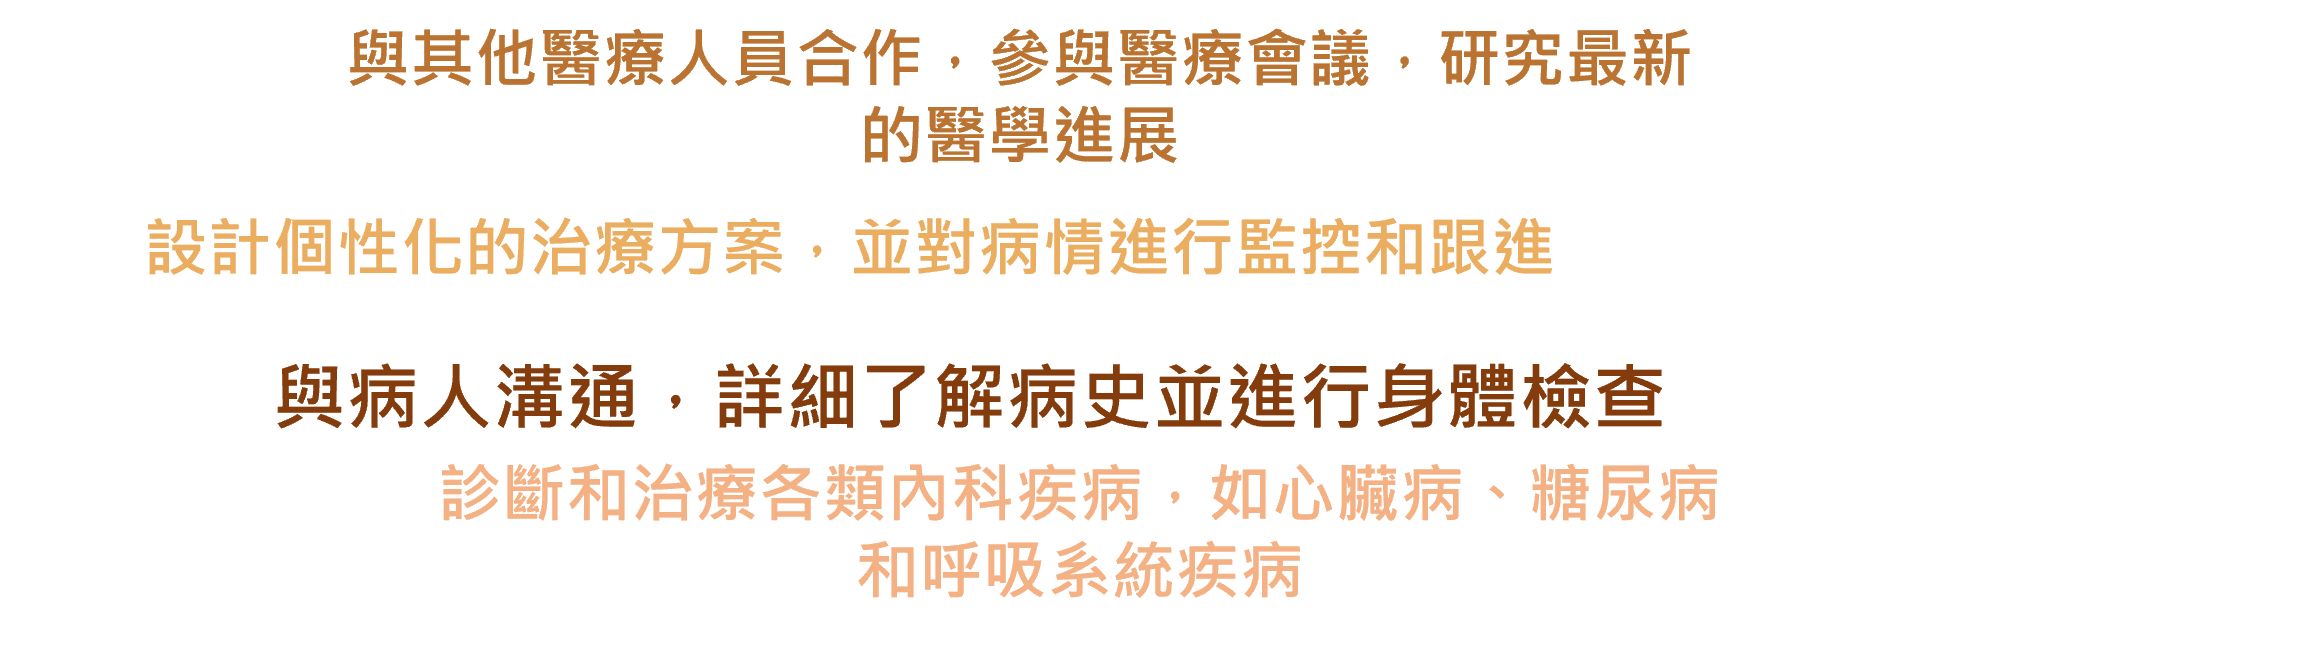 與其他醫療人員合作，參與醫療會議，研究最新
的醫學進展
設計個性化的治療方案，並對病情進行監控和跟進
與病人溝通，詳細了解病史並進行身體檢查
診斷和治療各類內科疾病，如心臟病、糖尿病
和呼吸系統疾病